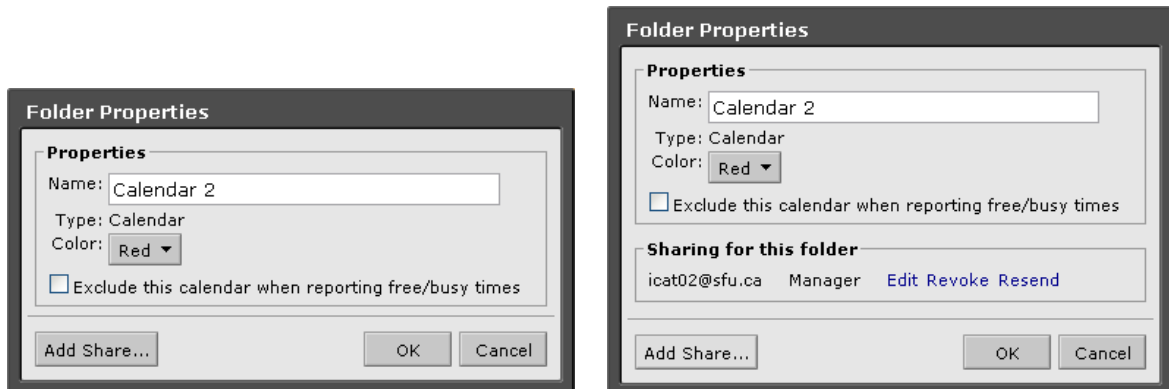 Folder Properties
Properties
Name: Calendar 2
Type: Calendar
Color: Red
Exclude this calendar when reporting free/busy times
Add Share... OK Cancel
Folder Properties
Properties
Name: Calendar 2
Type: Calendar
Color: Red
Exclude this calendar when reporting free/busy times
Sharing for this folder
icat02@sfu.ca Manager Edit Revoke Resend
Add Share... OK Cancel